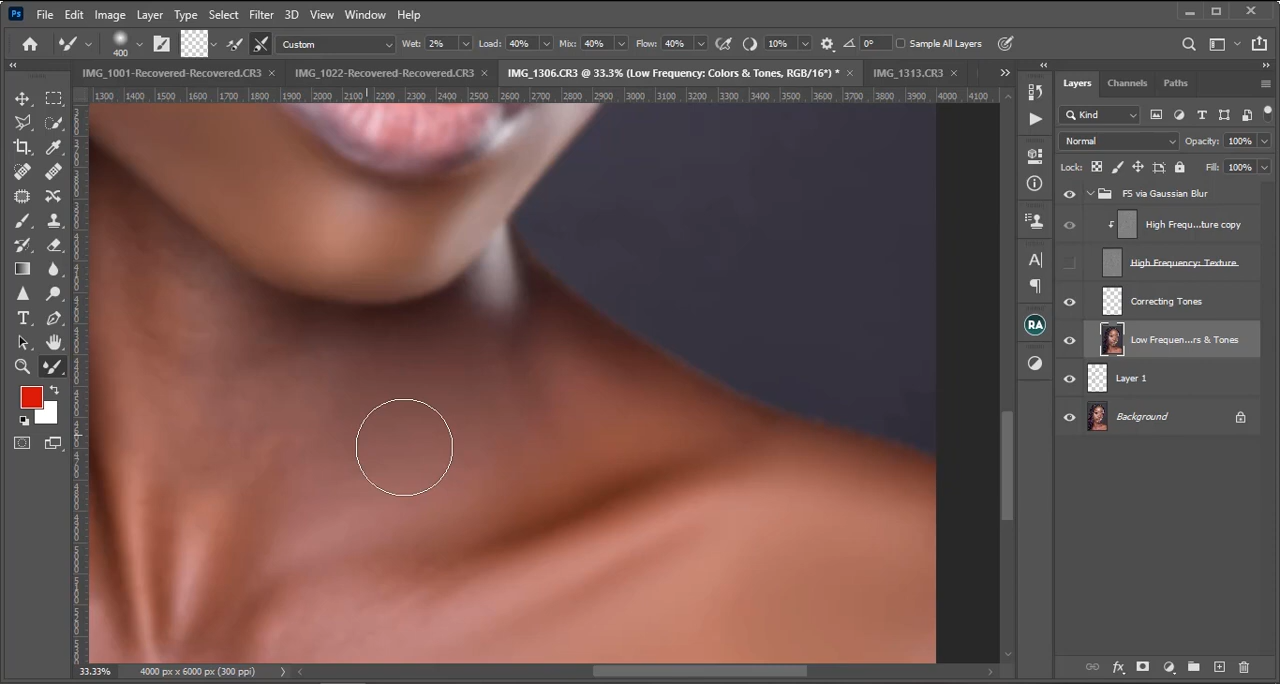 Ps File Edit Image Layer Type Select Filter 3D View Window Help
400 Custom Wet: 2% Load: 40% Mix: 40% Flow: 40% 10% 0° Sample All Layers
IMG_1001-Recovered-Recovered.CR3 × IMG_1022-Recovered-Recovered.CR3 × IMG_1306.CR3 @ 33.3% (Low Frequency: Colors & Tones, RGB/16*) * × IMG_1313.CR3 ×
1300 1400 1500 1600 1700 1800 1900 2000 2100 2200 2300 2400 2500 2600 2700 2800 2900 3000 3100 3200 3300 3400 3500 3600 3700 3800 3900 4000 4100
Layers Channels Paths
Kind
Normal Opacity: 100%
Lock: Fill: 100%
FS via Gaussian Blur
High Frequ...ture copy
High Frequency: Texture
Correcting Tones
Low Frequen...rs & Tones
Layer 1
Background
RA
33.33% 4000 px x 6000 px (300 ppi)